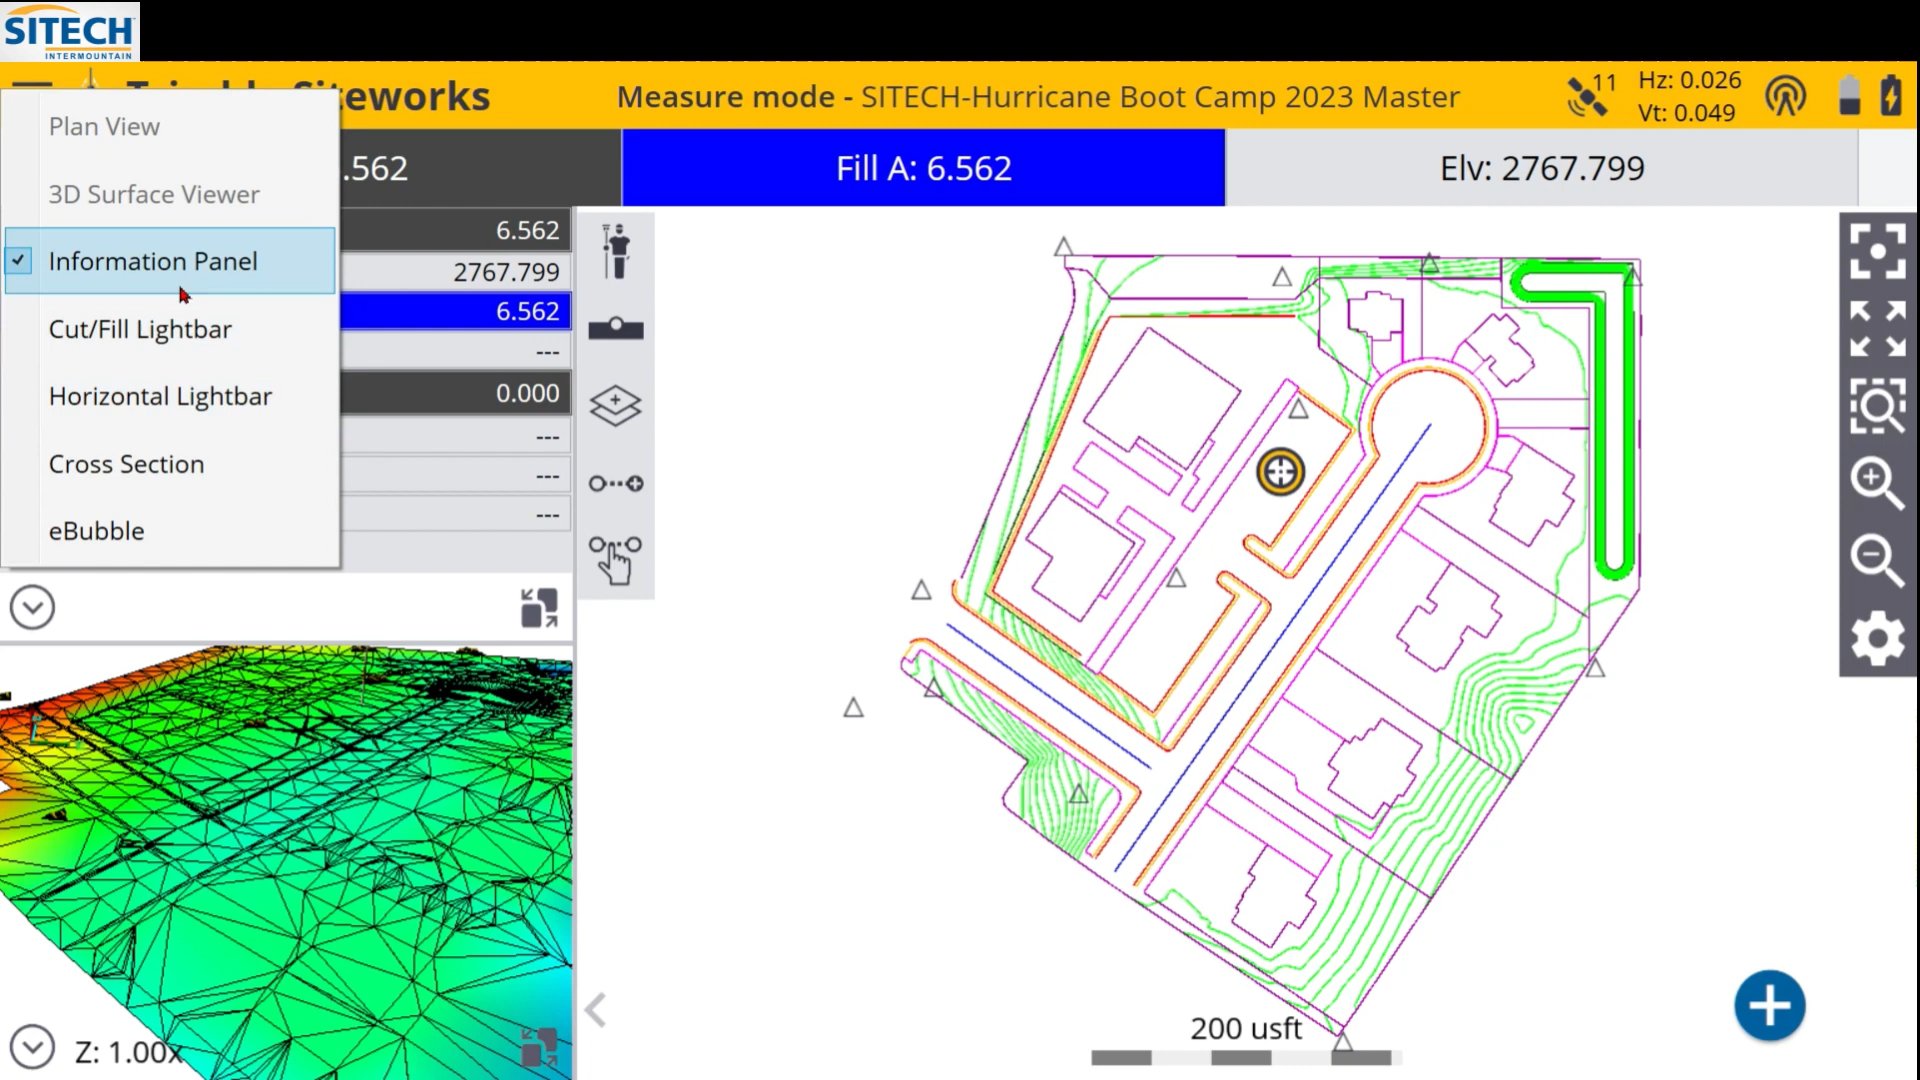 SITECH
INTERMOUNTAIN
Siteworks
Measure mode - SITECH-Hurricane Boot Camp 2023 Master
11
Hz: 0.026
Vt: 0.049
.562
Fill A: 6.562
Elv: 2767.799
Plan View
3D Surface Viewer
Information Panel
Cut/Fill Lightbar
Horizontal Lightbar
Cross Section
eBubble
6.562
2767.799
6.562
---
0.000
---
---
---
Z: 1.00x
200 usft